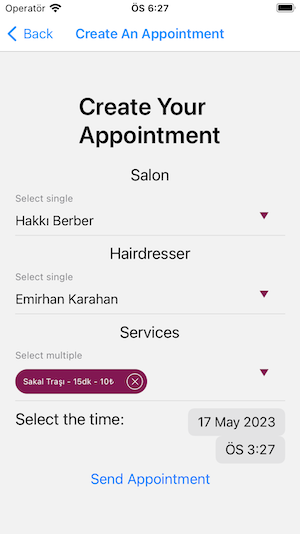 Operatör ÖS 6:27
Back Create An Appointment
Create Your
Appointment
Salon
Select single
Hakkı Berber
Hairdresser
Select single
Emirhan Karahan
Services
Select multiple
Sakal Traşı - 15dk - 10₺
Select the time: 17 May 2023
ÖS 3:27
Send Appointment